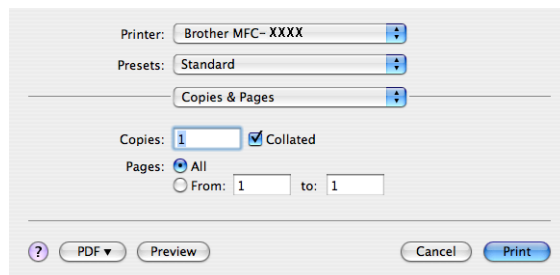 Printer: Brother MFC-XXXX
Presets: Standard
Copies & Pages
Copies: 1 Collated
Pages: All
From: 1 to: 1
? PDF▼ Preview Cancel Print